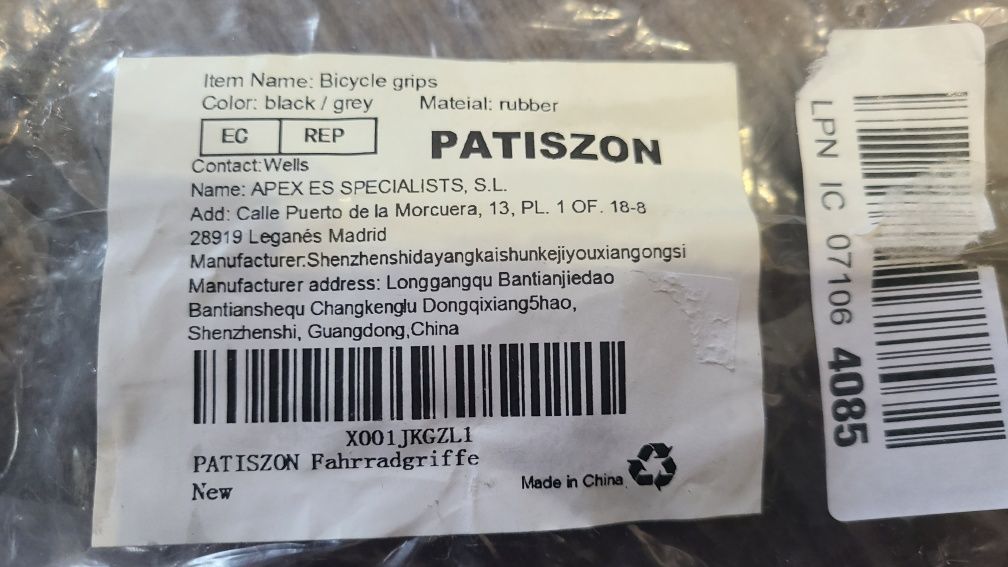 Item Name: Bicycle grips
Color: black / grey Mateial: rubber
EC REP PATISZON
Contact:Wells
Name: APEX ES SPECIALISTS, S.L.
Add: Calle Puerto de la Morcuera, 13, PL. 1 OF. 18-8
28919 Leganés Madrid
Manufacturer:Shenzhenshidayangkaishunkejiyouxiangongsi
Manufacturer address: Longgangqu Bantianjiedao
Bantianshequ Changkenglu Dongqixiang5hao,
Shenzhenshi, Guangdong,China
X001JKGZL1
PATISZON Fahrradgriffe
New
Made in China
LPN IC 07106 4085